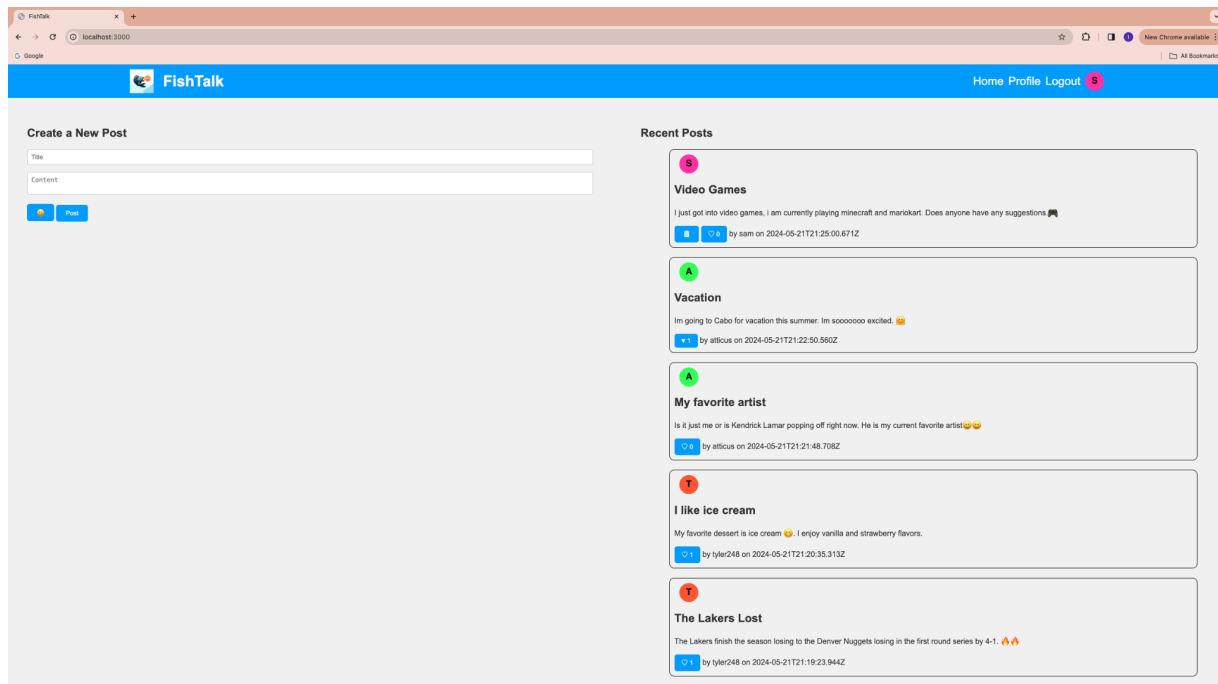 FishTalk
localhost:3000
New Chrome available
Google
All Bookmarks
FishTalk
Home Profile Logout S
Create a New Post
Title
Content
😀 Post
Recent Posts
S
Video Games
I just got into video games, i am currently playing minecraft and mariokart. Does anyone have any suggestions.🎮
♡ 0 by sam on 2024-05-21T21:25:00.671Z
A
Vacation
Im going to Cabo for vacation this summer. Im sooooooo excited. 🤗
♥ 1 by atticus on 2024-05-21T21:22:50.560Z
A
My favorite artist
Is it just me or is Kendrick Lamar popping off right now. He is my current favorite artist😄😄
♡ 0 by atticus on 2024-05-21T21:21:48.708Z
T
I like ice cream
My favorite dessert is ice cream 😋. I enjoy vanilla and strawberry flavors.
♡ 1 by tyler248 on 2024-05-21T21:20:35.313Z
T
The Lakers Lost
The Lakers finish the season losing to the Denver Nuggets losing in the first round series by 4-1. 🔥🔥
♡ 1 by tyler248 on 2024-05-21T21:19:23.944Z